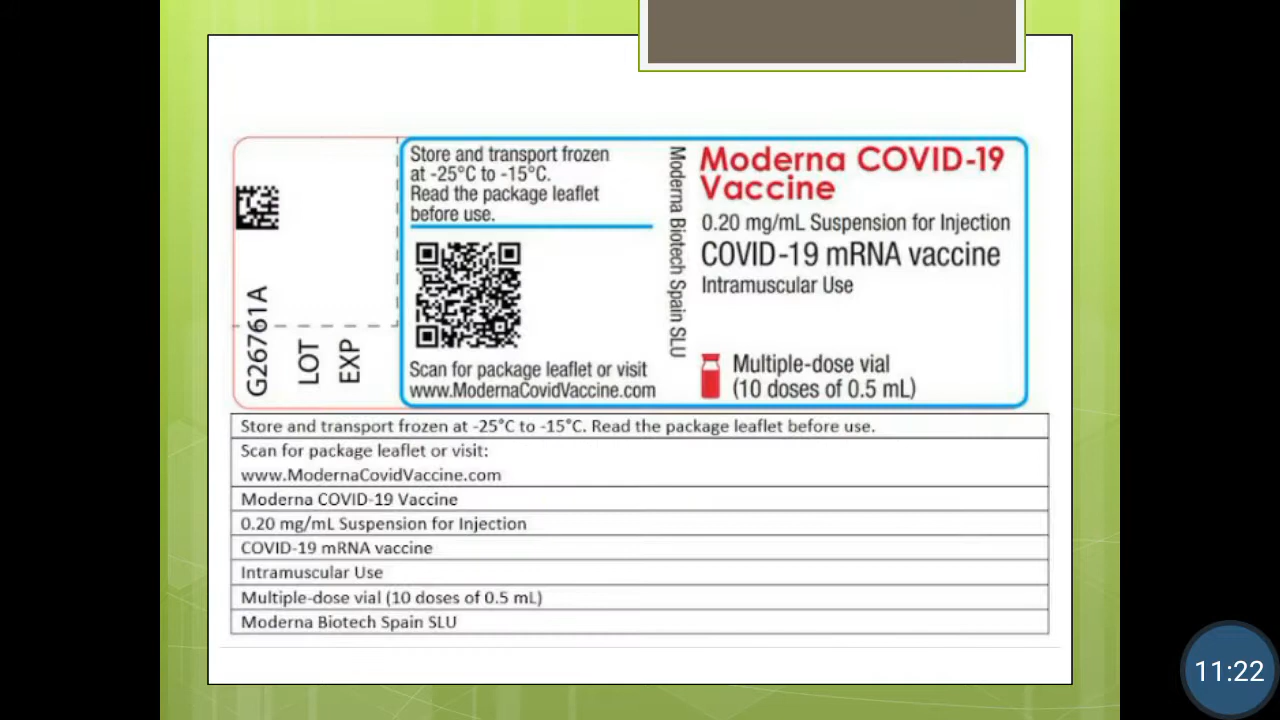 G26761A
LOT
EXP
Store and transport frozen
at -25°C to -15°C.
Read the package leaflet
before use.
Scan for package leaflet or visit
www.ModernaCovidVaccine.com
Moderna Biotech Spain SLU
Moderna COVID-19
Vaccine
0.20 mg/mL Suspension for Injection
COVID-19 mRNA vaccine
Intramuscular Use
Multiple-dose vial
(10 doses of 0.5 mL)
Store and transport frozen at -25°C to -15°C. Read the package leaflet before use.
Scan for package leaflet or visit:
www.ModernaCovidVaccine.com
Moderna COVID-19 Vaccine
0.20 mg/mL Suspension for Injection
COVID-19 mRNA vaccine
Intramuscular Use
Multiple-dose vial (10 doses of 0.5 mL)
Moderna Biotech Spain SLU
11:22